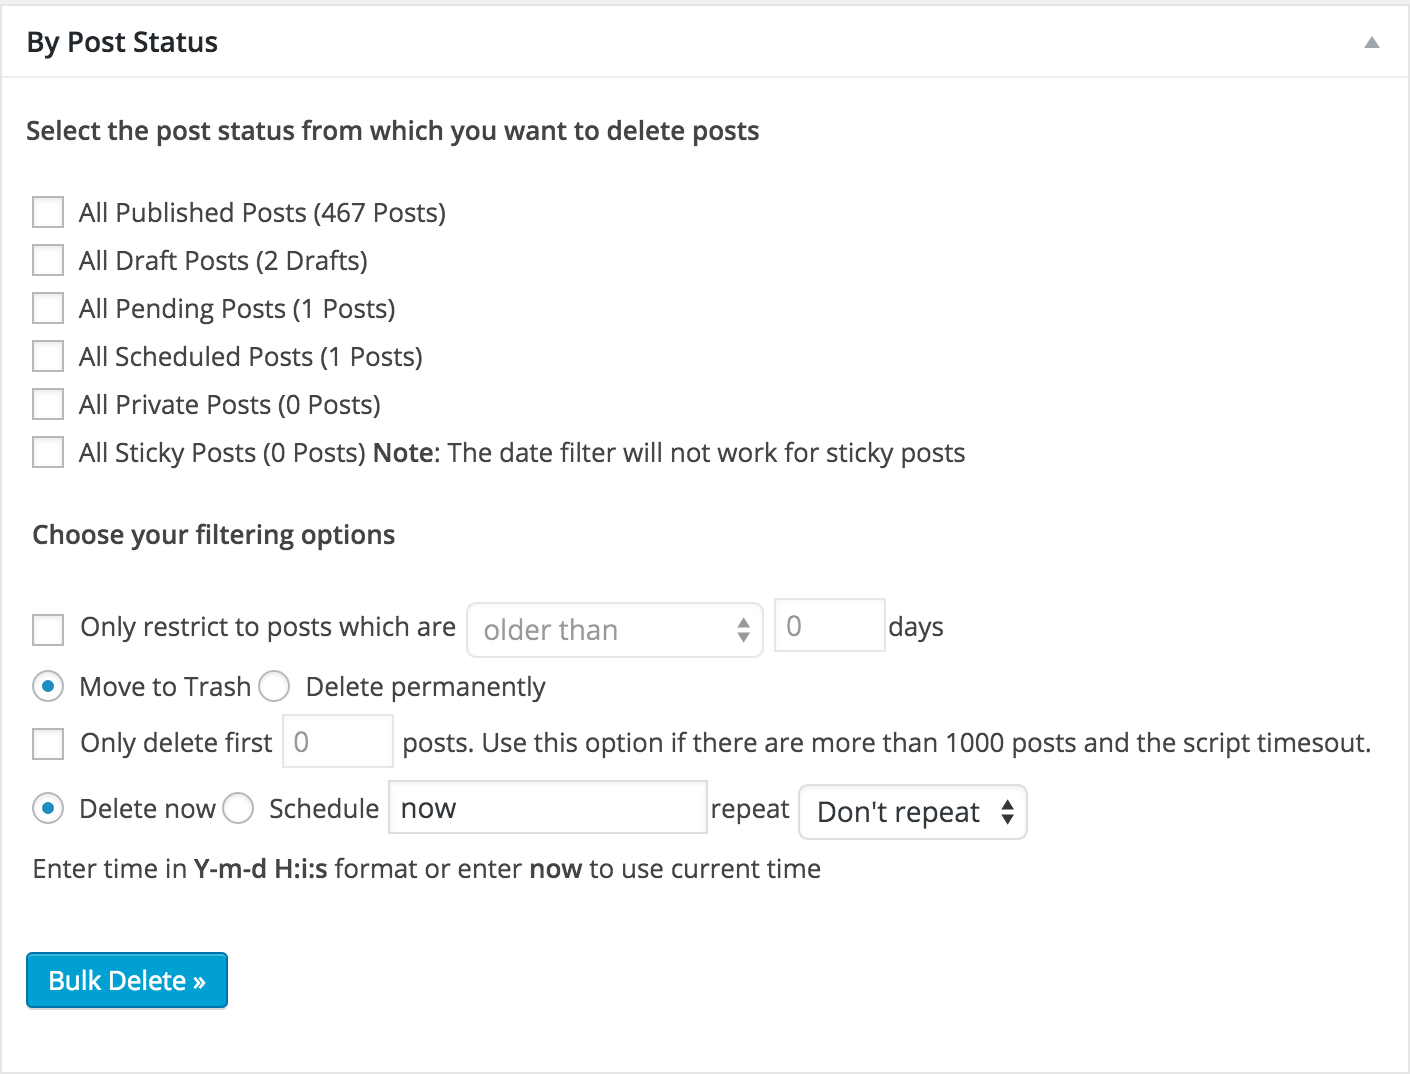 By Post Status
Select the post status from which you want to delete posts
All Published Posts (467 Posts)
All Draft Posts (2 Drafts)
All Pending Posts (1 Posts)
All Scheduled Posts (1 Posts)
All Private Posts (0 Posts)
All Sticky Posts (0 Posts) Note: The date filter will not work for sticky posts
Choose your filtering options
Only restrict to posts which are older than 0 days
Move to Trash Delete permanently
Only delete first 0 posts. Use this option if there are more than 1000 posts and the script timesout.
Delete now Schedule now repeat Don't repeat
Enter time in Y-m-d H:i:s format or enter now to use current time
Bulk Delete »